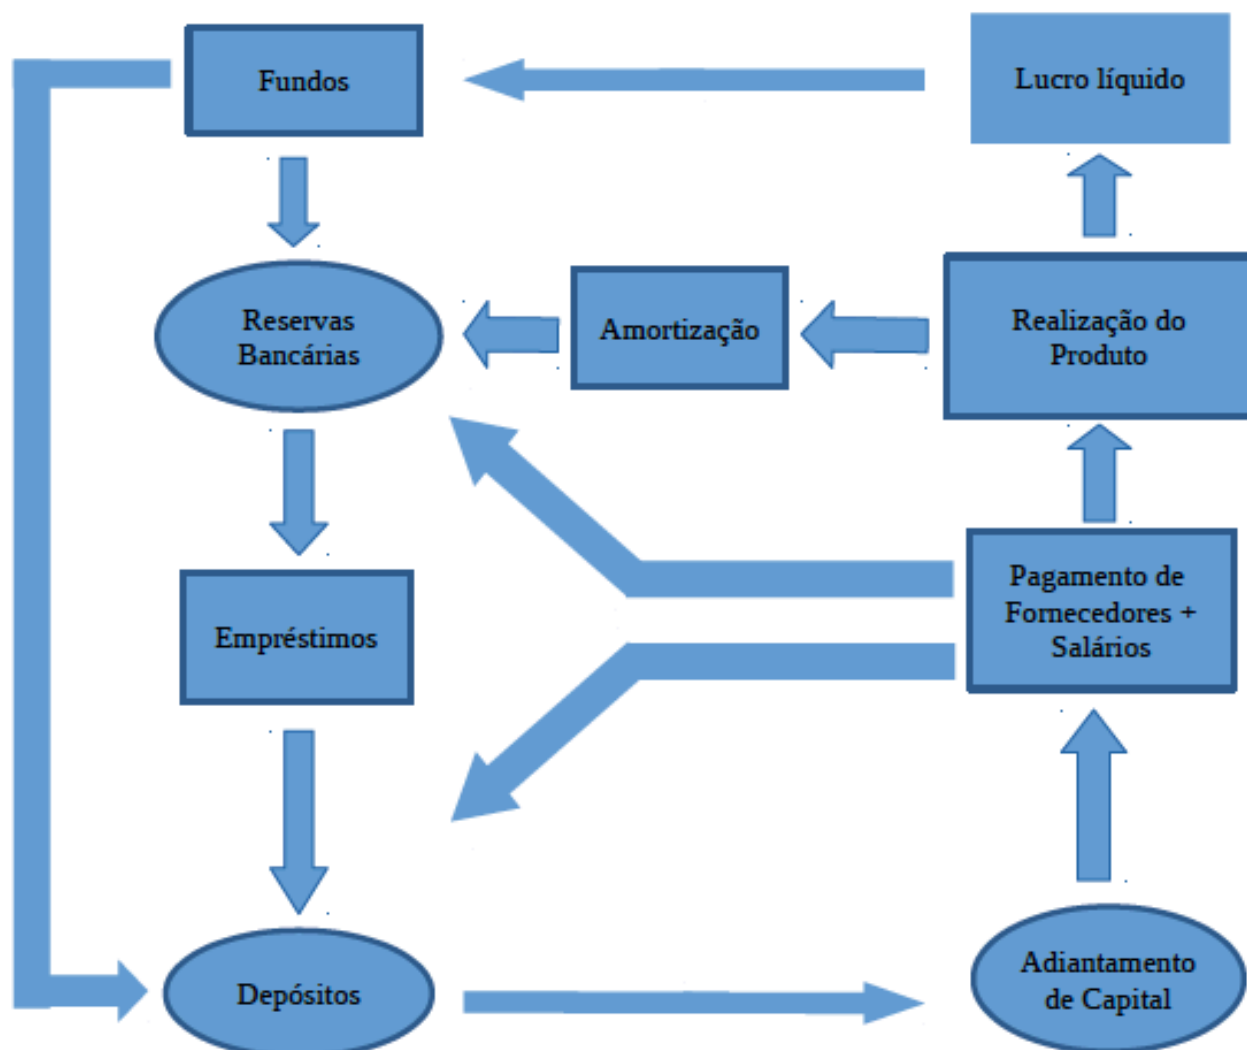 Fundos
Lucro líquido
Reservas
Bancárias
Amortização
Realização do
Produto
Empréstimos
Pagamento de
Fornecedores +
Salários
Depósitos
Adiantamento
de Capital